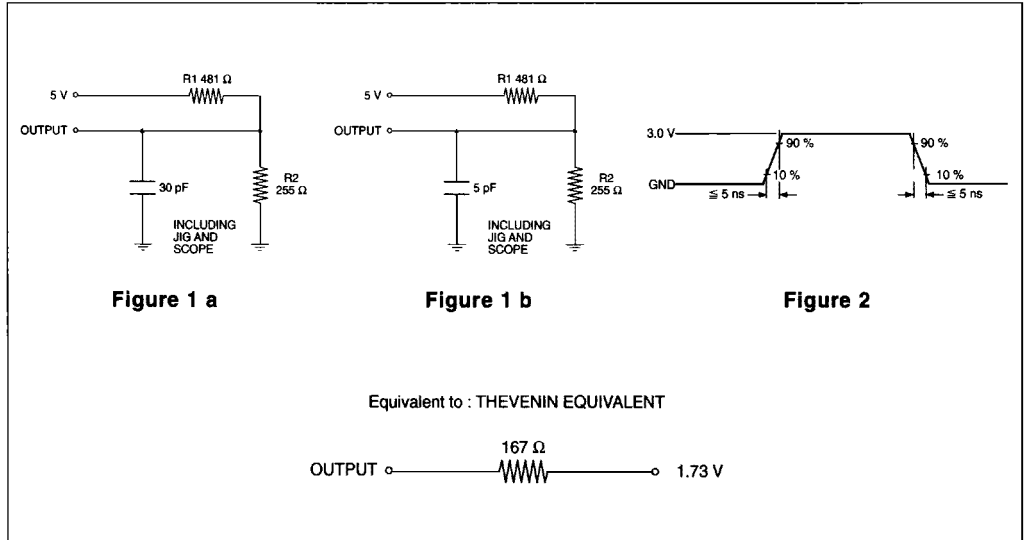 R1 481 Ω
5 V
OUTPUT
30 pF
R2
255 Ω
INCLUDING
JIG AND
SCOPE
Figure 1 a
R1 481 Ω
5 V
OUTPUT
5 pF
R2
255 Ω
INCLUDING
JIG AND
SCOPE
Figure 1 b
3.0 V
90 %
90 %
10 %
10 %
GND
≦ 5 ns
≦ 5 ns
Figure 2
Equivalent to : THEVENIN EQUIVALENT
167 Ω
OUTPUT
1.73 V